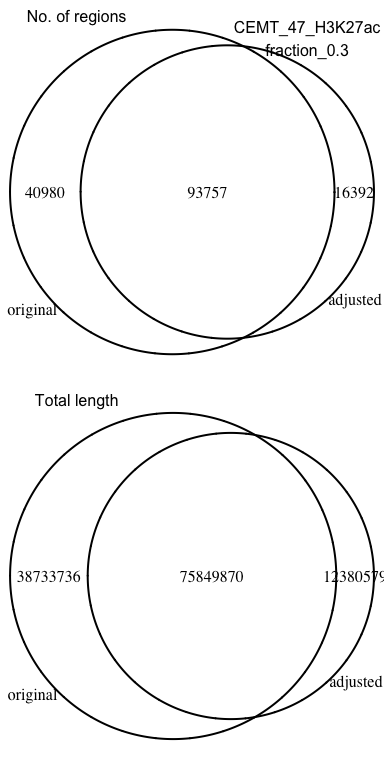 No. of regions
CEMT_47_H3K27ac
fraction_0.3
40980
93757
16392
original
adjusted
Total length
38733736
75849870
12380579
original
adjusted